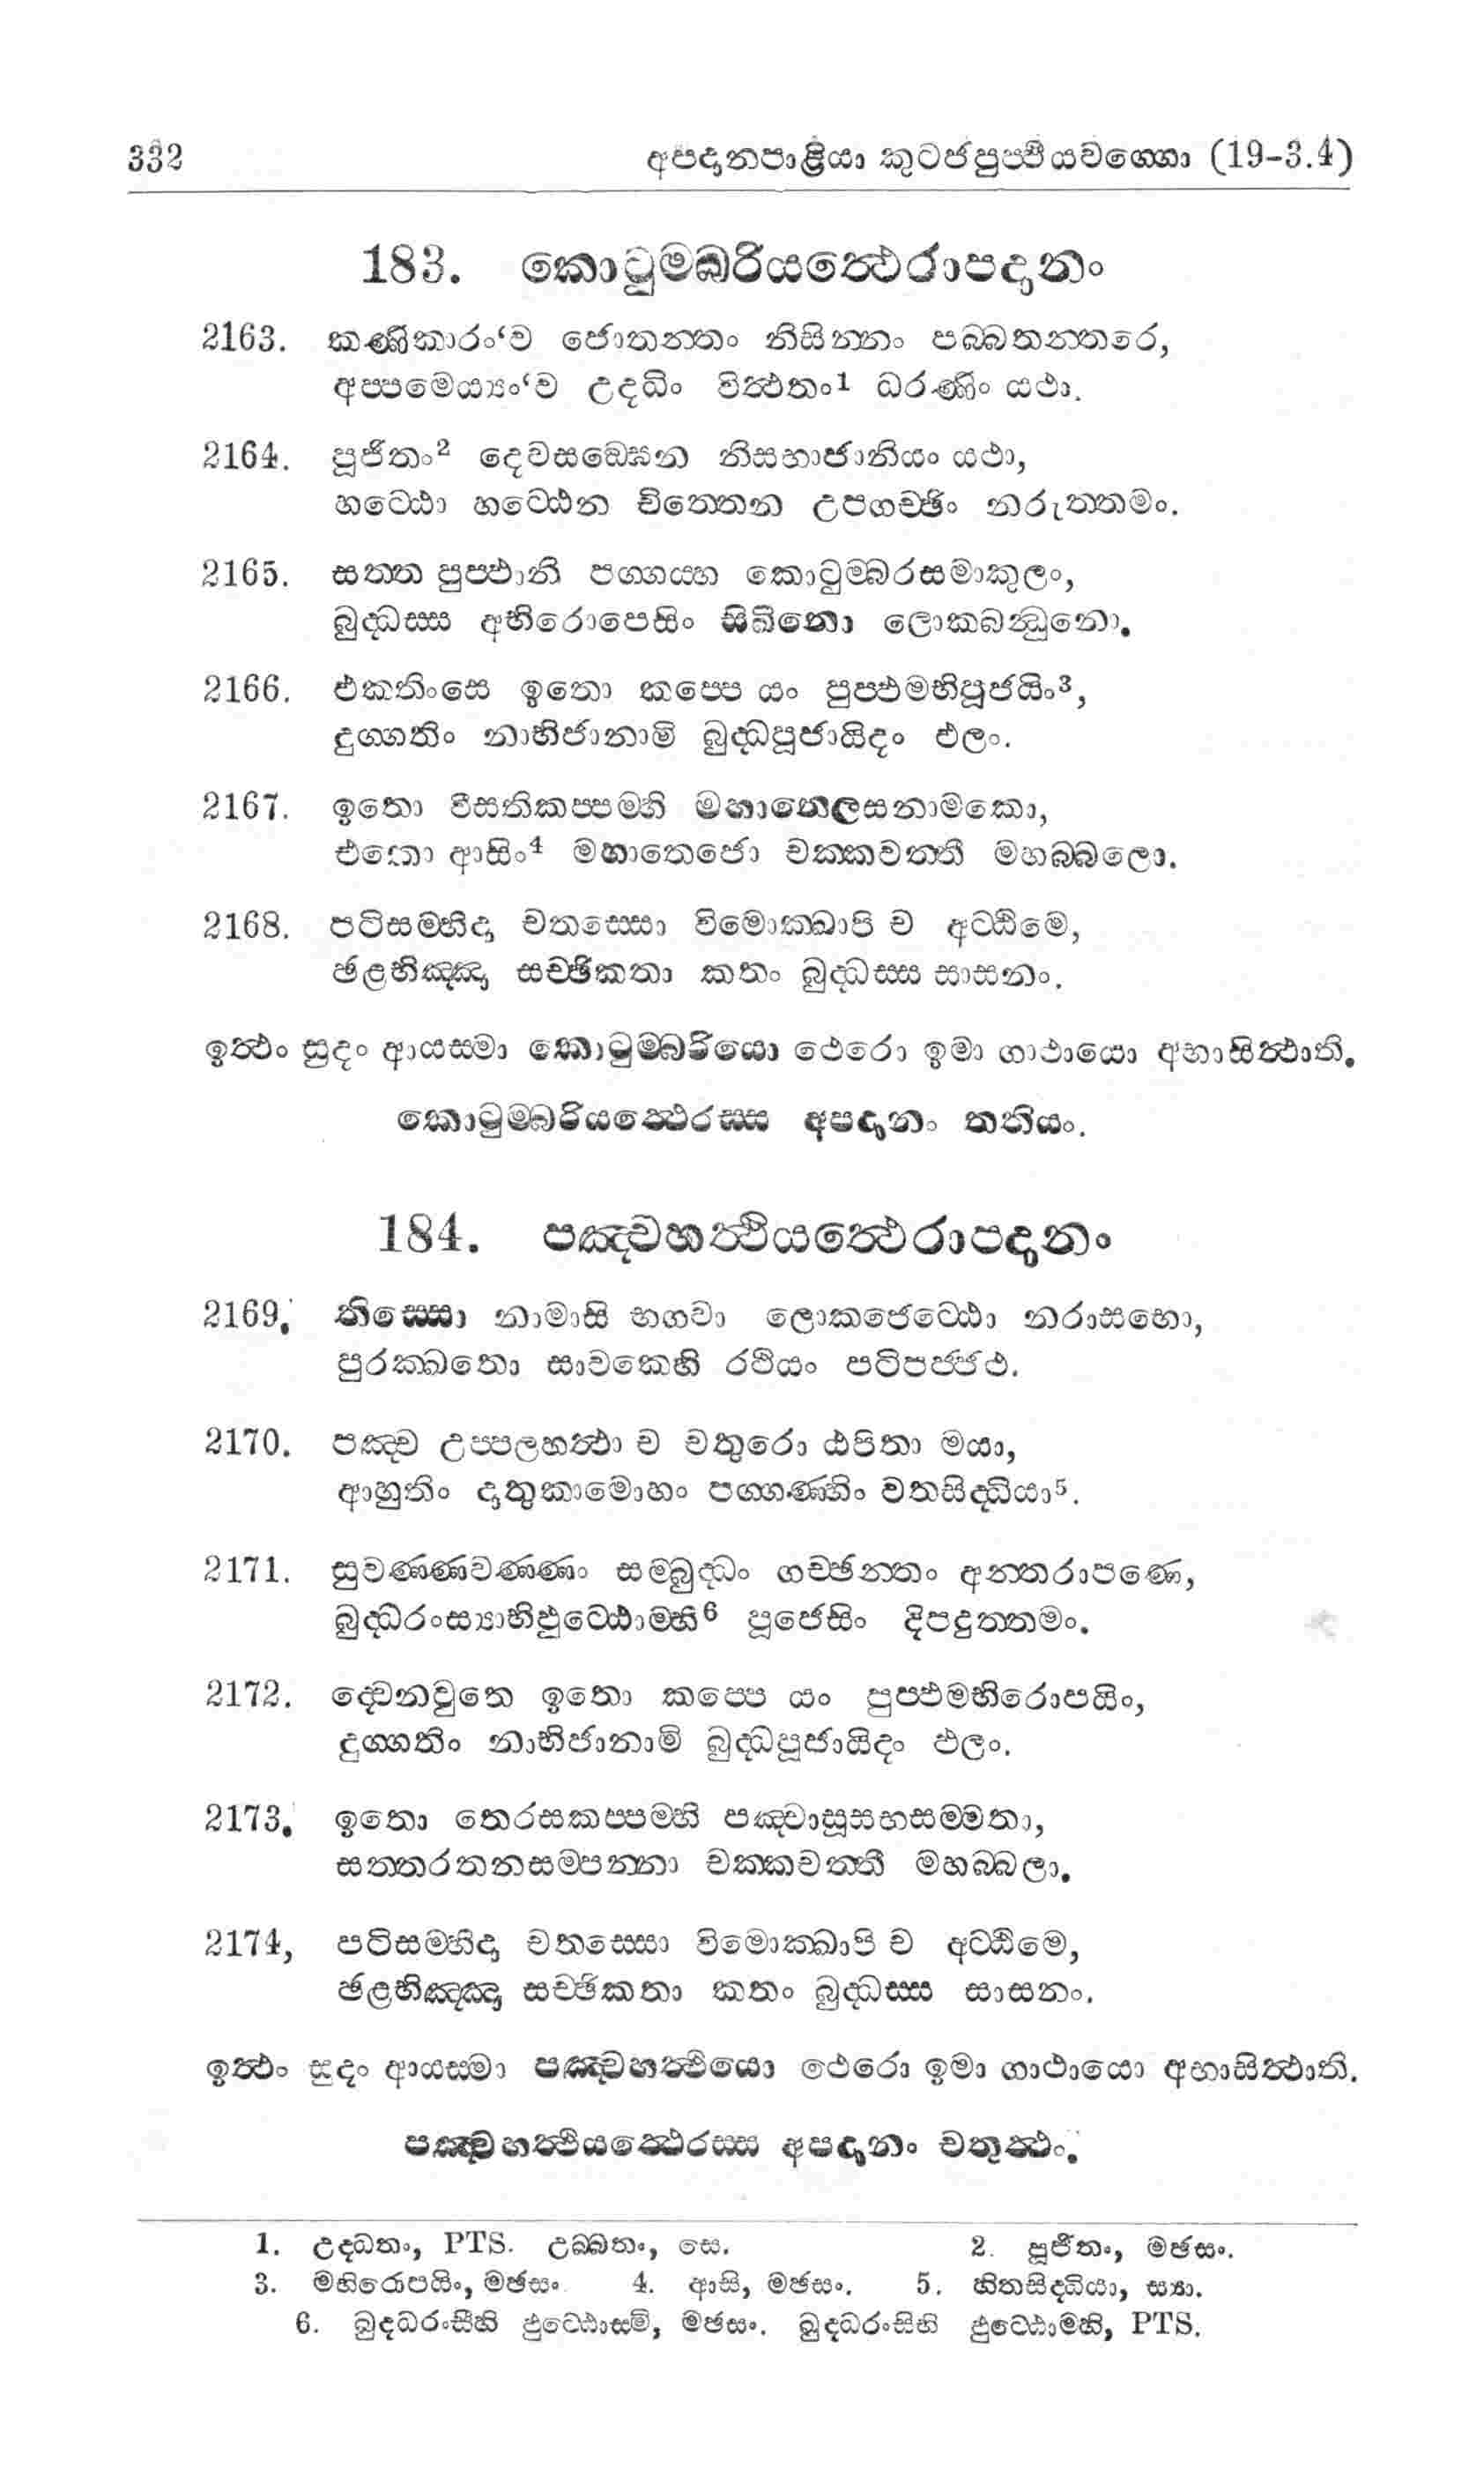 332 අපදානපාළියා කුටජපුප්ඵියවග්ගො (19-3.4)
183. කොටුම්බරියත්ථෙරාපදානං
2163. කණිකාරං‘ව ජොතන්තං නිසින්නං පබ්බතන්තරෙ,
අප්පමෙය්‍යං‘ව උදධිං විත්ථතං1 ධරණිං යථා.
2164. පූජිතං2 දෙවසඞ්ඝෙන නිසභාජානියං යථා,
හට්ඨො හට්ඨෙන චිත්තෙන උපගච්ඡිං නරුත්තමං.
2165. සත්ත පුප්ඵානි පග්ගය්හ කොටුම්බරසමාකුලං,
බුද්ධස්ස අභිරොපෙසිං සිඛිනො ලොකබන්ධුනො.
2166. එකතිංසෙ ඉතො කප්පෙ යං පුප්ඵමභිපූජයිං3,
දුග්ගතිං නාභිජානාමි බුද්ධපූජායිදං ඵලං.
2167. ඉතො වීසතිකප්පම්හි මහානෙලසනාමකො,
එකො ආසිං4 මහාතෙජො චක්කවත්තී මහබ්බලො.
2168. පටිසම්භිදා චතස්සො විමොක්ඛාපි ච අට්ඨිමෙ,
ඡළභිඤ්ඤා සච්ඡිකතා කතං බුද්ධස්ස සාසනං.
ඉත්ථං සුදං ආයස්මා කොටුම්බරියො ථෙරො ඉමා ගාථායො අභාසිත්ථාති.
කොටුම්බරියත්ථෙරස්ස අපදානං තතියං.
184. පඤ්චහත්ථියත්ථෙරාපදානං
2169. තිස්සො නාමාසි භගවා ලොකජෙට්ඨො නරාසභො,
පුරක්ඛතො සාවකෙහි රථියං පටිපජ්ජථ.
2170. පඤ්ච උප්පලහත්ථා ච චතුරො ඨපිතා මයා,
ආහුතිං දාතුකාමොහං පග්ගණ්හිං වතසිද්ධියා5.
2171. සුවණ්ණවණ්ණං සම්බුද්ධං ගච්ඡන්තං අන්තරාපණෙ,
බුද්ධරංස්‍යාභිඵුට්ඨොම්හි6 පූජෙසිං දිපදුත්තමං.
2172. ද්වෙනවුතෙ ඉතො කප්පෙ යං පුප්ඵමභිරොපයිං,
දුග්ගතිං නාභිජානාමි බුද්ධපූජායිදං ඵලං.
2173. ඉතො තෙරසකප්පම්හි පඤ්චාසුසභසම්මතා,
සත්තරතනසම්පන්නා චක්කවත්තී මහබ්බලා.
2174, පටිසම්භිදා චතස්සො විමොක්ඛාපි ච අට්ඨිමෙ,
ඡළභිඤ්ඤා සච්ඡිකතා කතං බුද්ධස්ස සාසනං.
ඉත්ථං සුදං ආයස්මා පඤ්චහත්ථියො ථෙරො ඉමා ගාථායො අභාසිත්ථාති.
පඤ්චහත්ථියත්ථෙරස්ස අපදානං චතුත්ථං.
1. උද්ධතං, PTS. උබ්බතං, සෙ. 2. පූජිතං, මඡසං.
3. මභිරොපයිං, මඡසං. 4. ආසි, මඡසං. 5. හිතසිද්ධියා, ස්‍යා.
6. බුද්ධරංසීහි ඵුට්ඨොස්මි, මඡසං. බුද්ධරංසිහි ඵුට්ඨොම්හි, PTS.